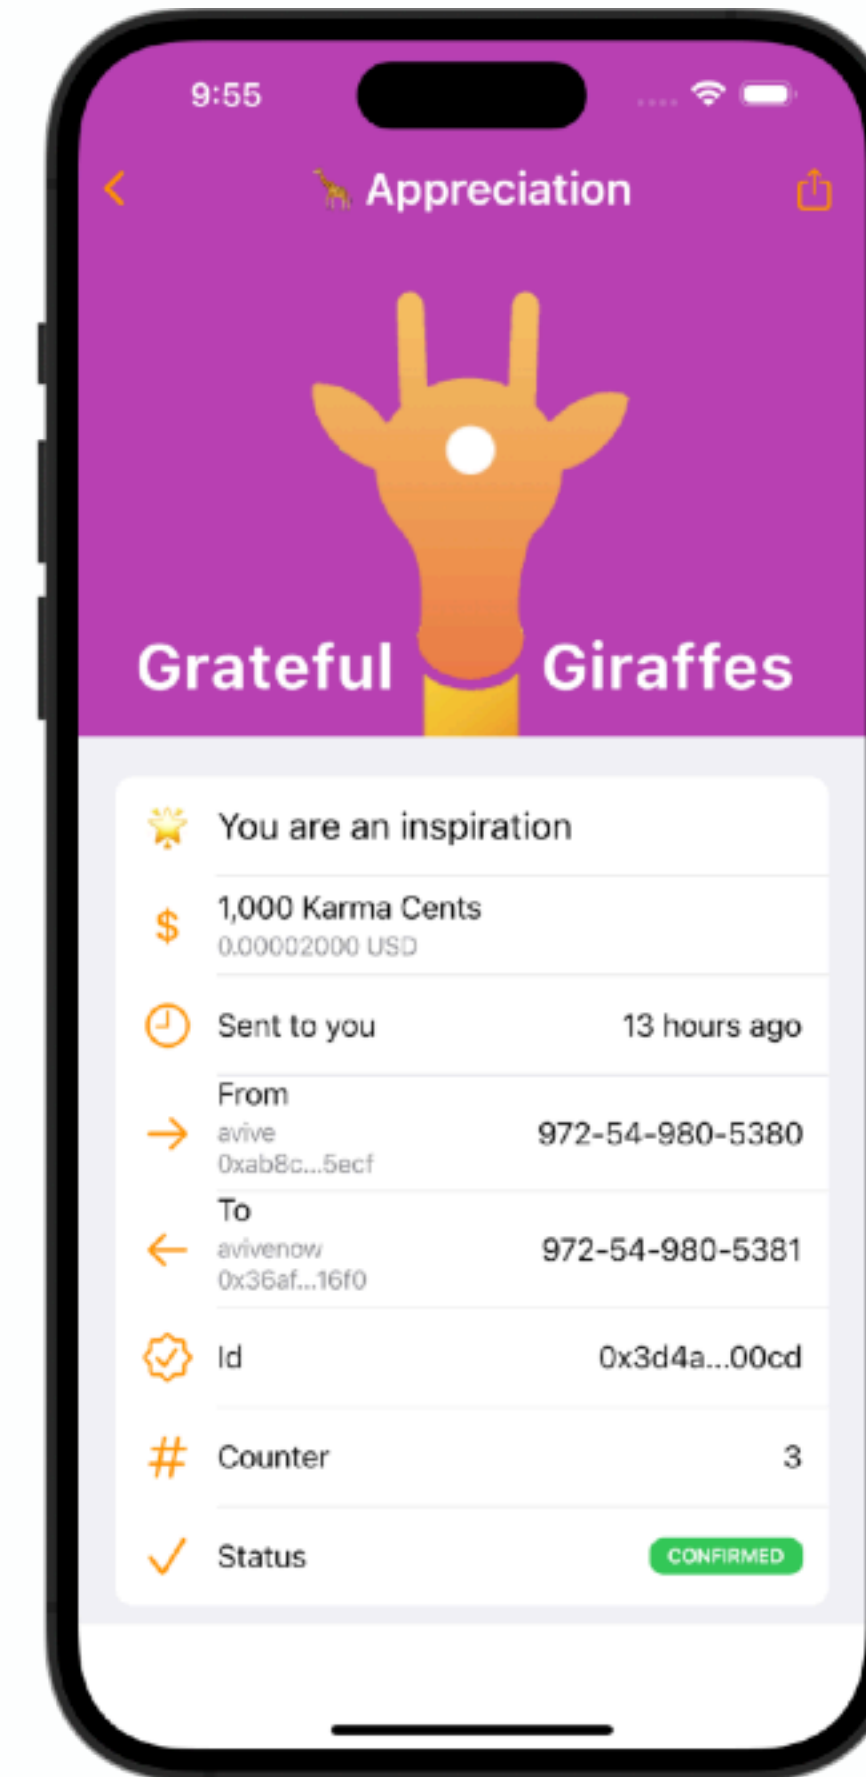 9:55
🦒 Appreciation
Grateful Giraffes
You are an inspiration
$ 1,000 Karma Cents
0.00002000 USD
Sent to you 13 hours ago
From
avive 972-54-980-5380
0xab8c...5ecf
To
avivenow 972-54-980-5381
0x36af...16f0
Id 0x3d4a...00cd
# Counter 3
Status CONFIRMED